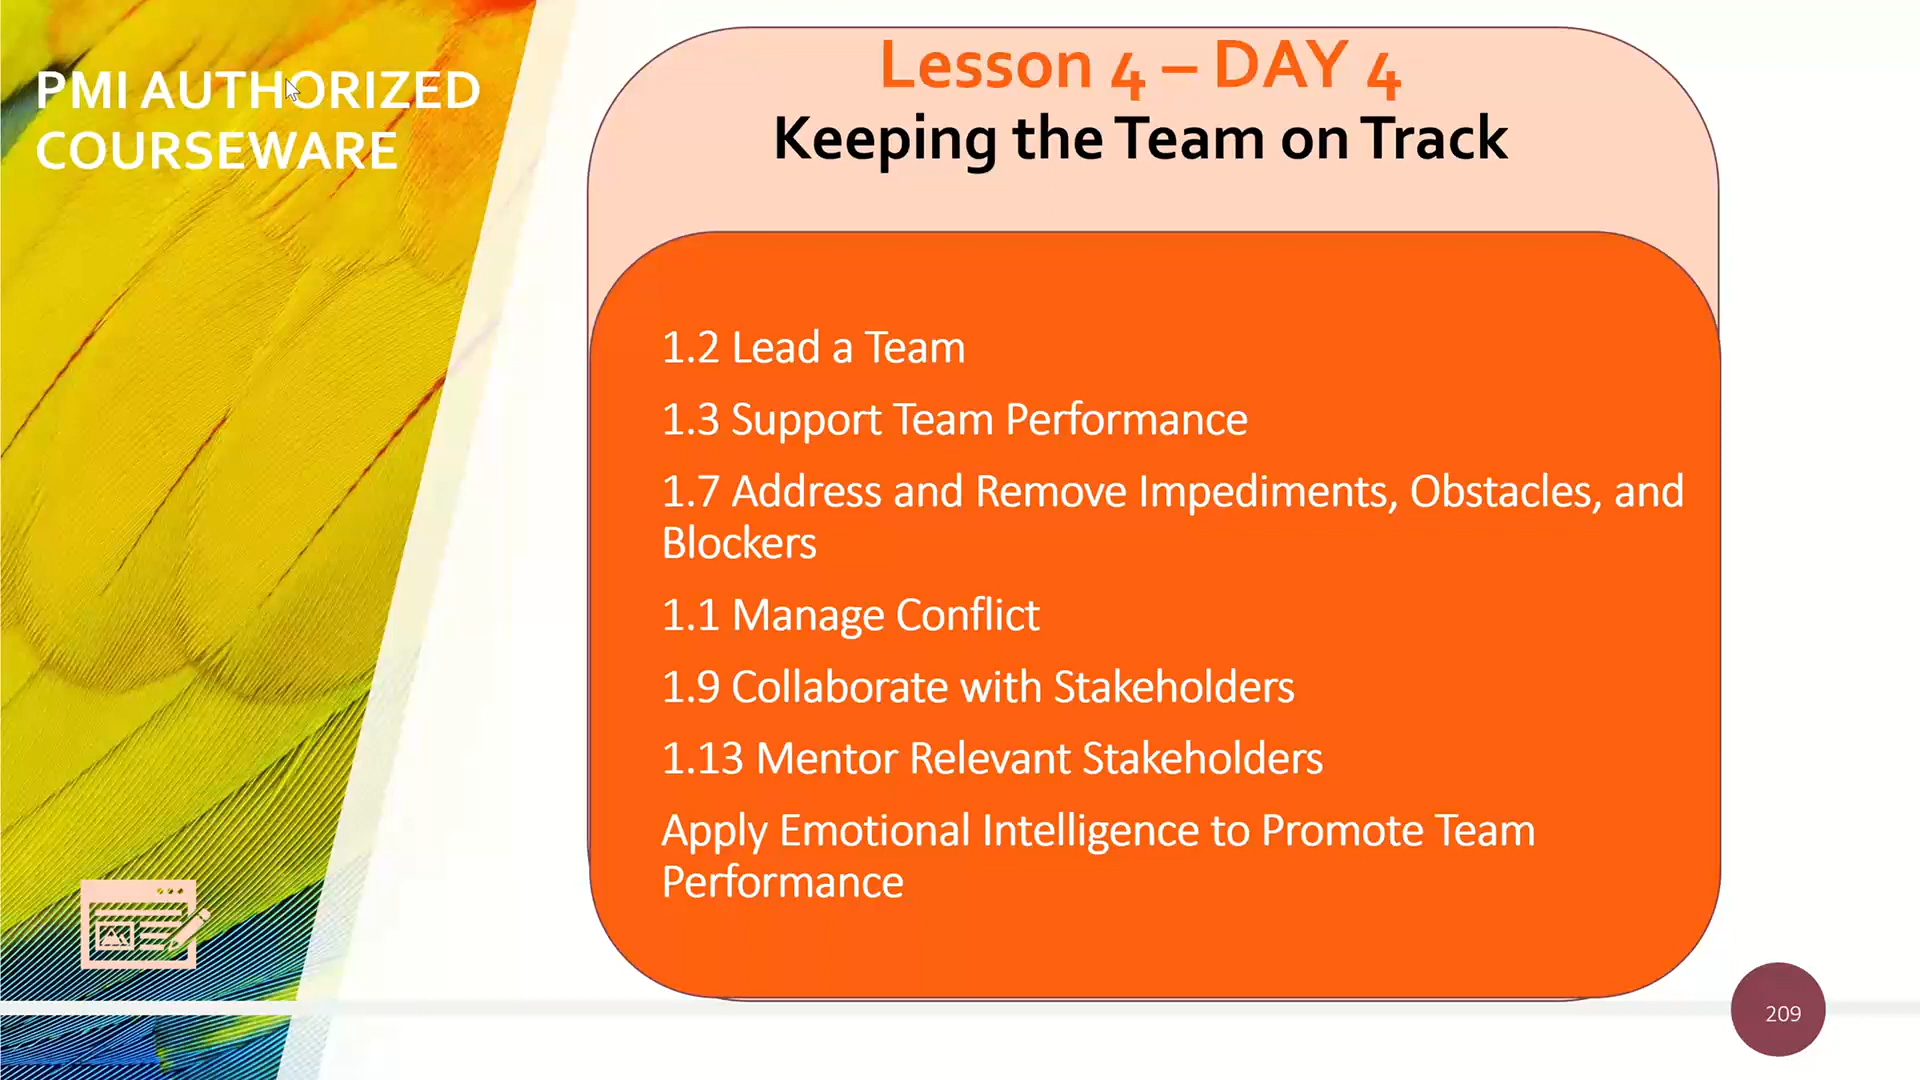 PMI AUTHORIZED
COURSEWARE
Lesson 4 – DAY 4
Keeping the Team on Track
1.2 Lead a Team
1.3 Support Team Performance
1.7 Address and Remove Impediments, Obstacles, and
Blockers
1.1 Manage Conflict
1.9 Collaborate with Stakeholders
1.13 Mentor Relevant Stakeholders
Apply Emotional Intelligence to Promote Team
Performance
209